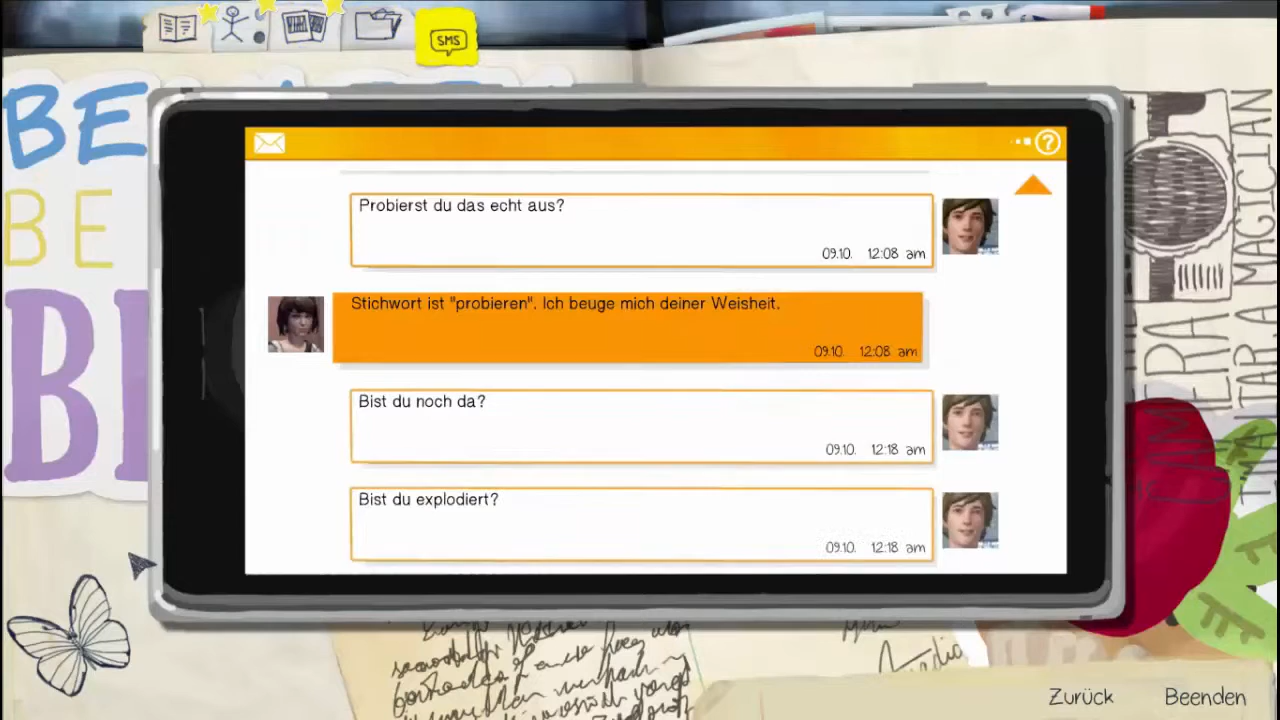 SMS
BE
BE
?
Probierst du das echt aus?
09.10. 12:08 am
Stichwort ist "probieren". Ich beuge mich deiner Weisheit.
09.10. 12:08 am
Bist du noch da?
09.10. 12:18 am
Bist du explodiert?
09.10. 12:18 am
MAGICIAN
Zurück
Beenden